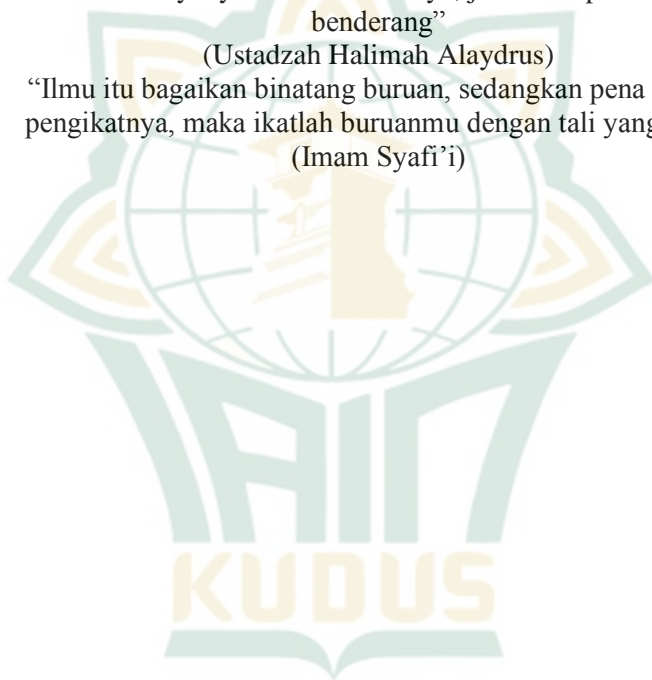 benderang”
(Ustadzah Halimah Alaydrus)
“Ilmu itu bagaikan binatang buruan, sedangkan pena
pengikatnya, maka ikatlah buruanmu dengan tali yang
(Imam Syafi’i)
IAIN
KUDUS